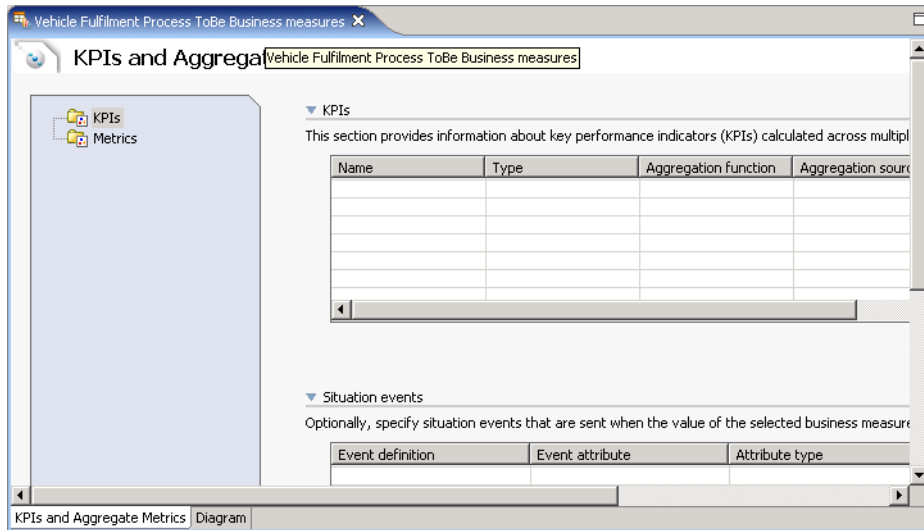 Vehicle Fulfilment Process ToBe Business measures
KPIs and Aggregat
Vehicle Fulfilment Process ToBe Business measures
KPIs
Metrics
KPIs
This section provides information about key performance indicators (KPIs) calculated across multipl
Name Type Aggregation function Aggregation sourc
Situation events
Optionally, specify situation events that are sent when the value of the selected business measure
Event definition Event attribute Attribute type
KPIs and Aggregate Metrics Diagram